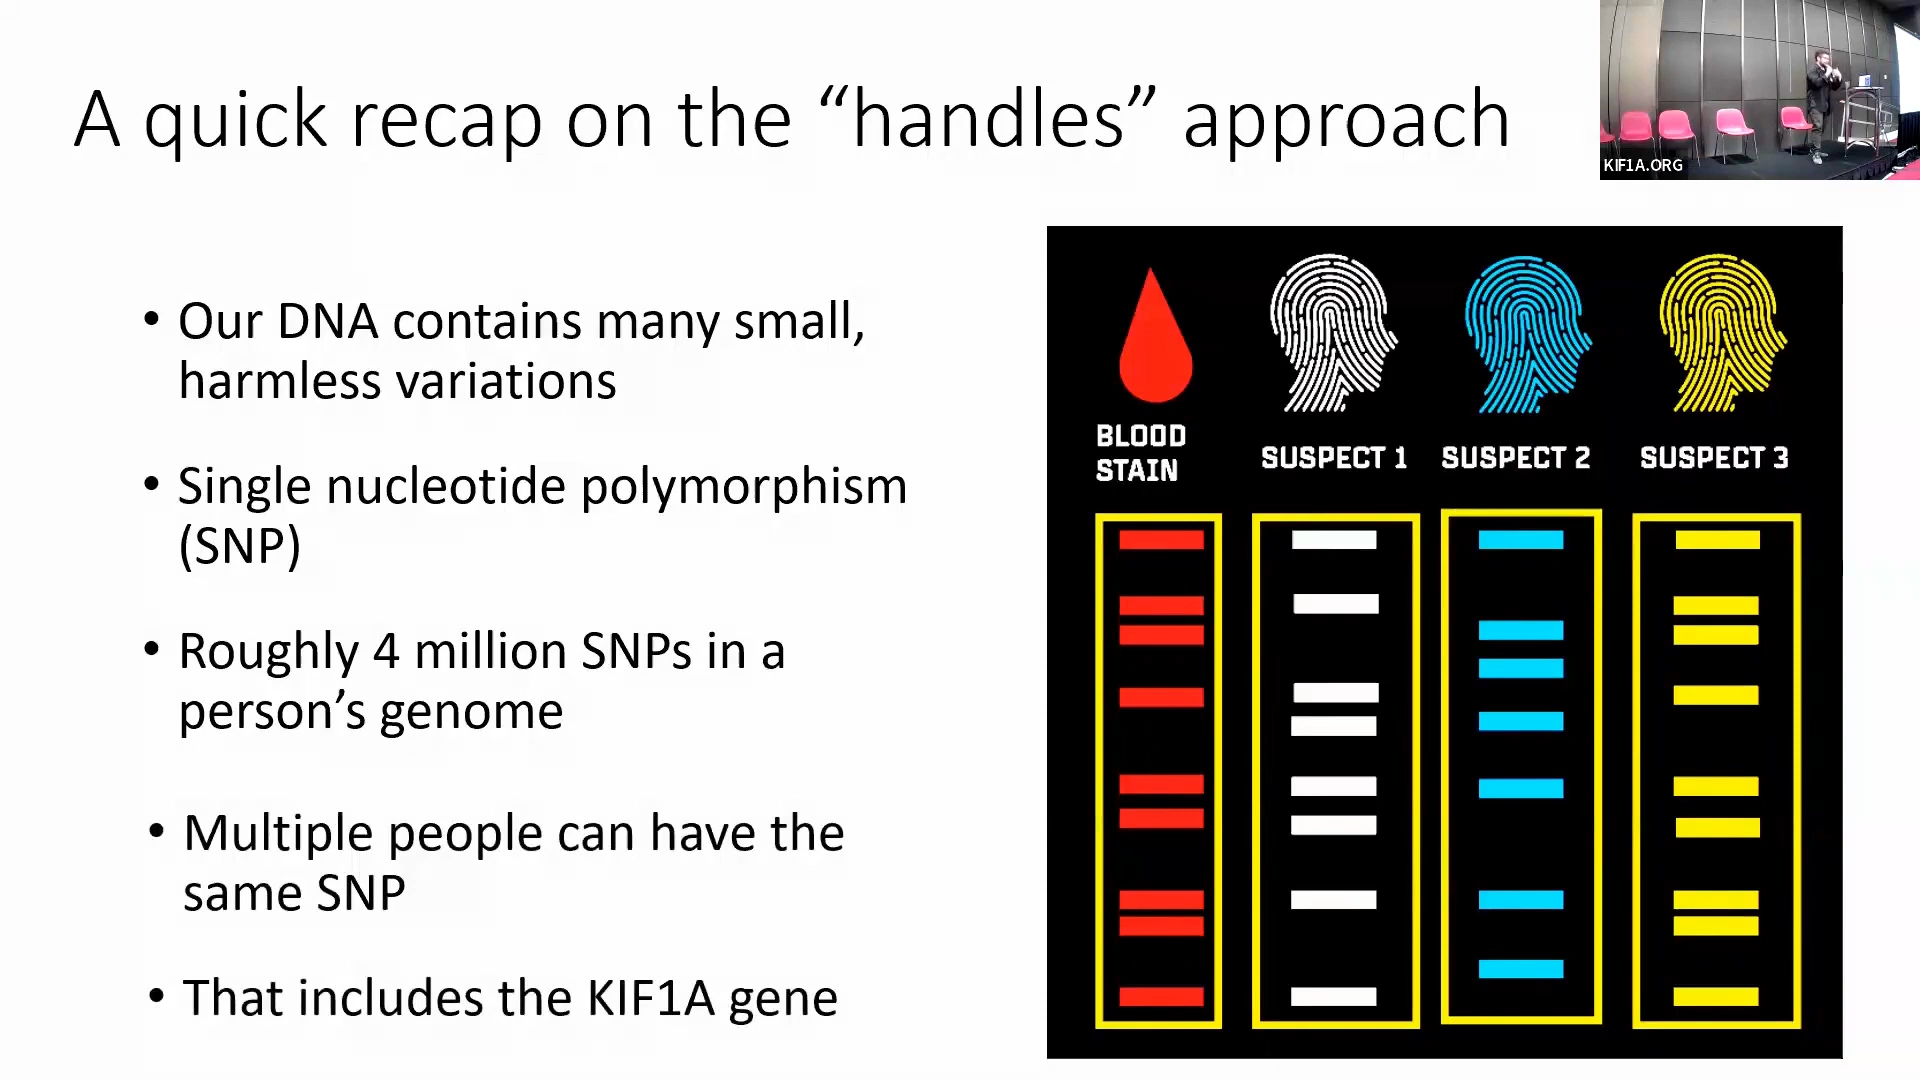 A quick recap on the “handles” approach
KIF1A.ORG
• Our DNA contains many small,
harmless variations
• Single nucleotide polymorphism
(SNP)
• Roughly 4 million SNPs in a
person’s genome
• Multiple people can have the
same SNP
• That includes the KIF1A gene
BLOOD
STAIN
SUSPECT 1
SUSPECT 2
SUSPECT 3